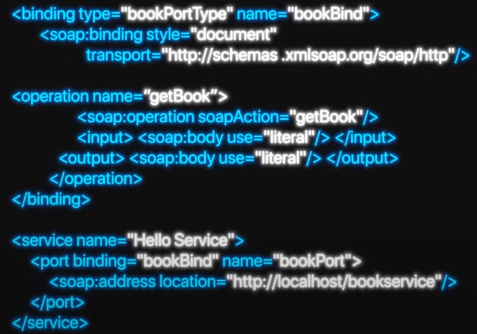 <binding type="bookPortType" name="bookBind">
<soap:binding style="document"
transport="http://schemas .xmlsoap.org/soap/http"/>
<operation name=“getBook”>
<soap:operation soapAction="getBook"/>
<input> <soap:body use="literal"/> </input>
<output> <soap:body use="literal"/> </output>
</operation>
</binding>
<service name="Hello Service">
<port binding="bookBind" name="bookPort">
<soap:address location="http://localhost/bookservice"/>
</port>
</service>